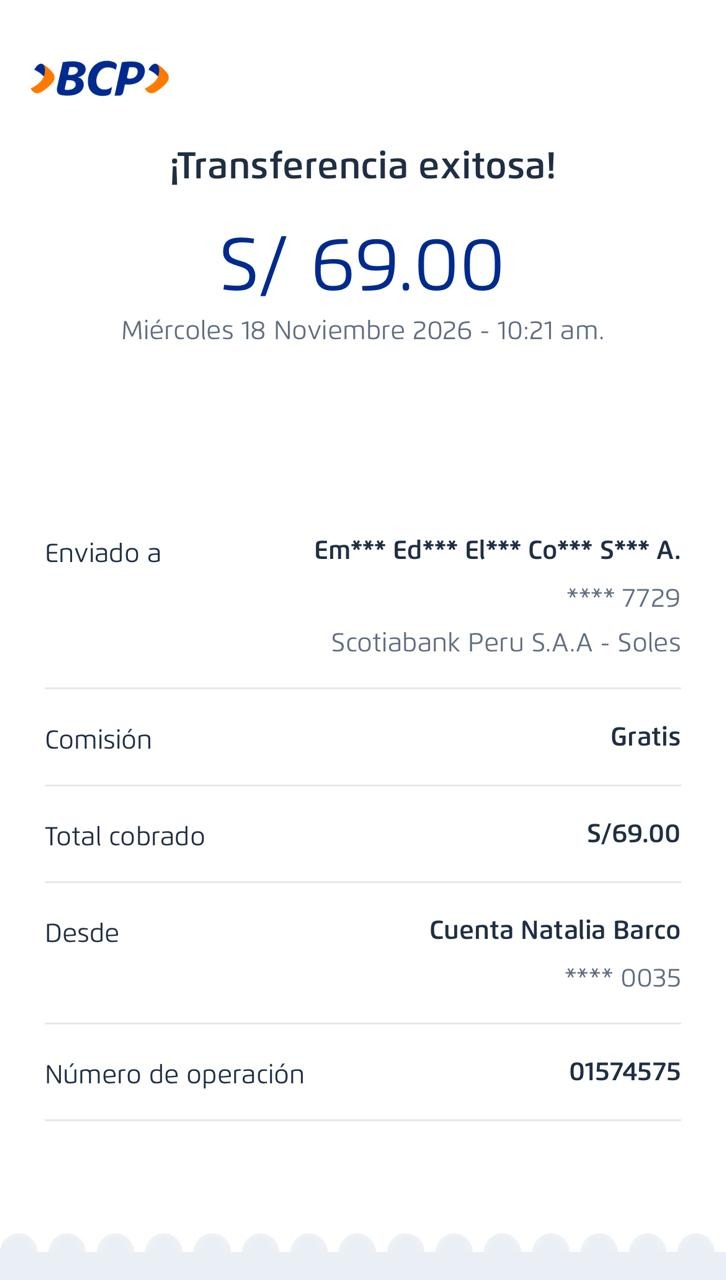 BCP
¡Transferencia exitosa!
S/ 69.00
Miércoles 18 Noviembre 2026 - 10:21 am.
Enviado a
Em*** Ed*** El*** Co*** S*** A.
**** 7729
Scotiabank Peru S.A.A - Soles
Comisión
Gratis
Total cobrado
S/69.00
Desde
Cuenta Natalia Barco
**** 0035
Número de operación
01574575